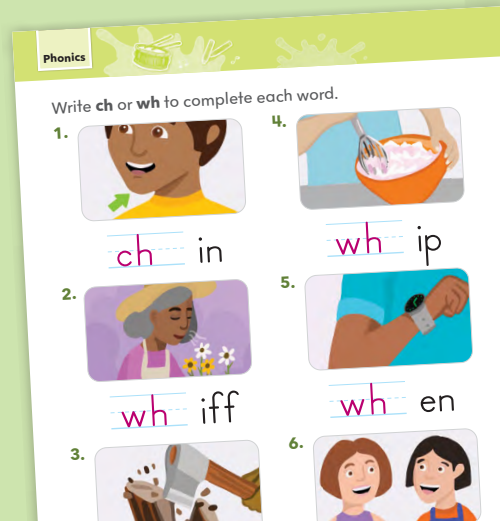 Phonics
Write ch or wh to complete each word.
1.
ch in
2.
wh iff
3.
4.
wh ip
5.
wh en
6.